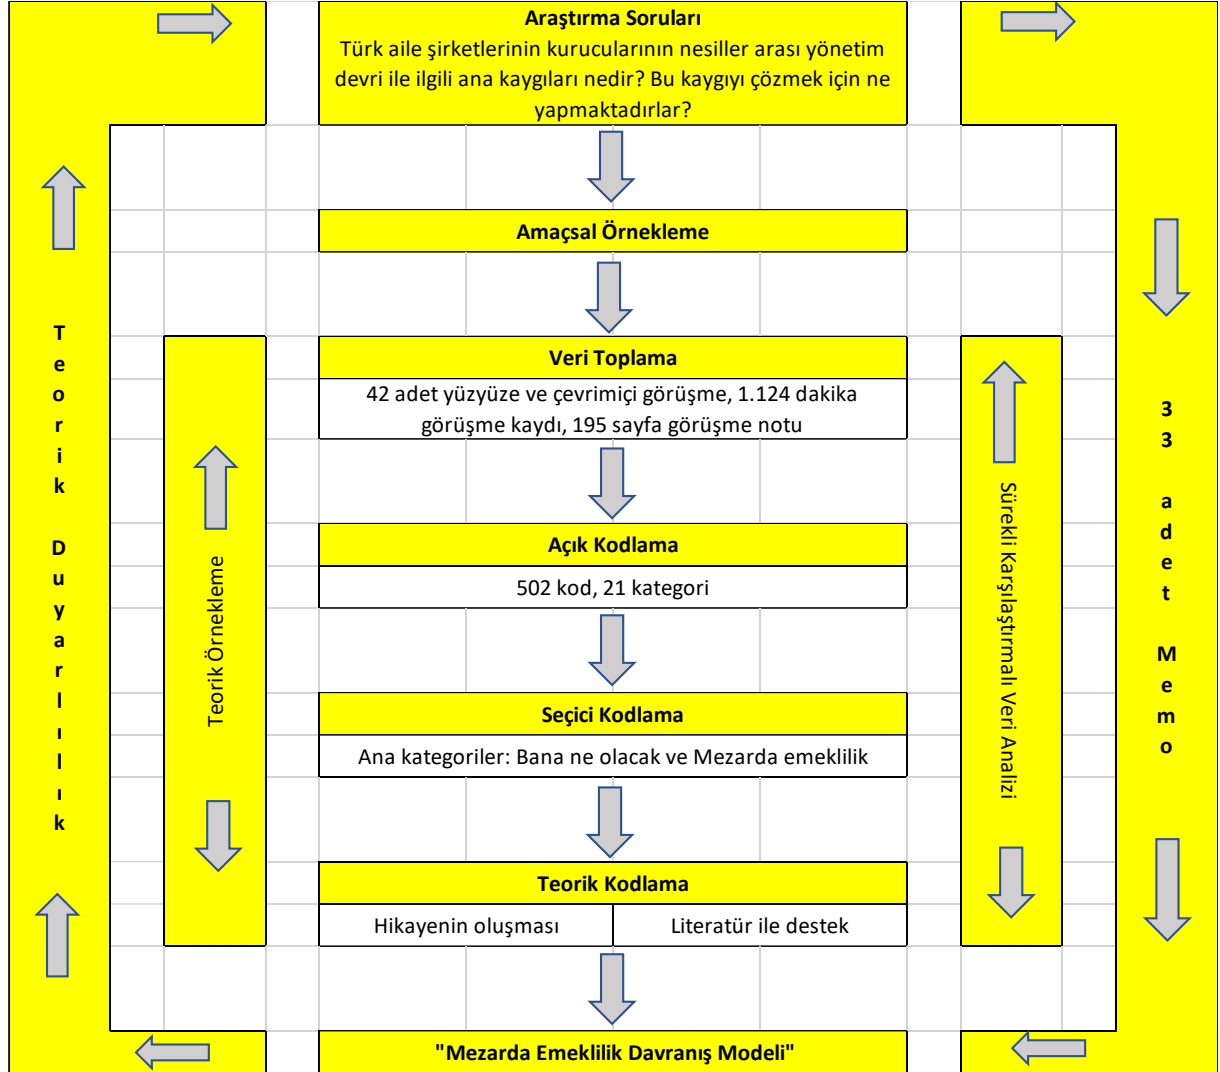 Araştırma Soruları
Türk aile şirketlerinin kurucularının nesiller arası yönetim
devri ile ilgili ana kaygıları nedir? Bu kaygıyı çözmek için ne
yapmaktadırlar?
Amaçsal Örnekleme
Veri Toplama
42 adet yüzyüze ve çevrimiçi görüşme, 1.124 dakika
görüşme kaydı, 195 sayfa görüşme notu
Açık Kodlama
502 kod, 21 kategori
Seçici Kodlama
Ana kategoriler: Bana ne olacak ve Mezarda emeklilik
Teorik Kodlama
Hikayenin oluşması
Literatür ile destek
"Mezarda Emeklilik Davranış Modeli"
Teorik Duyarlılık
Teorik Örnekleme
Sürekli Karşılaştırmalı Veri Analizi
33 adet Memo